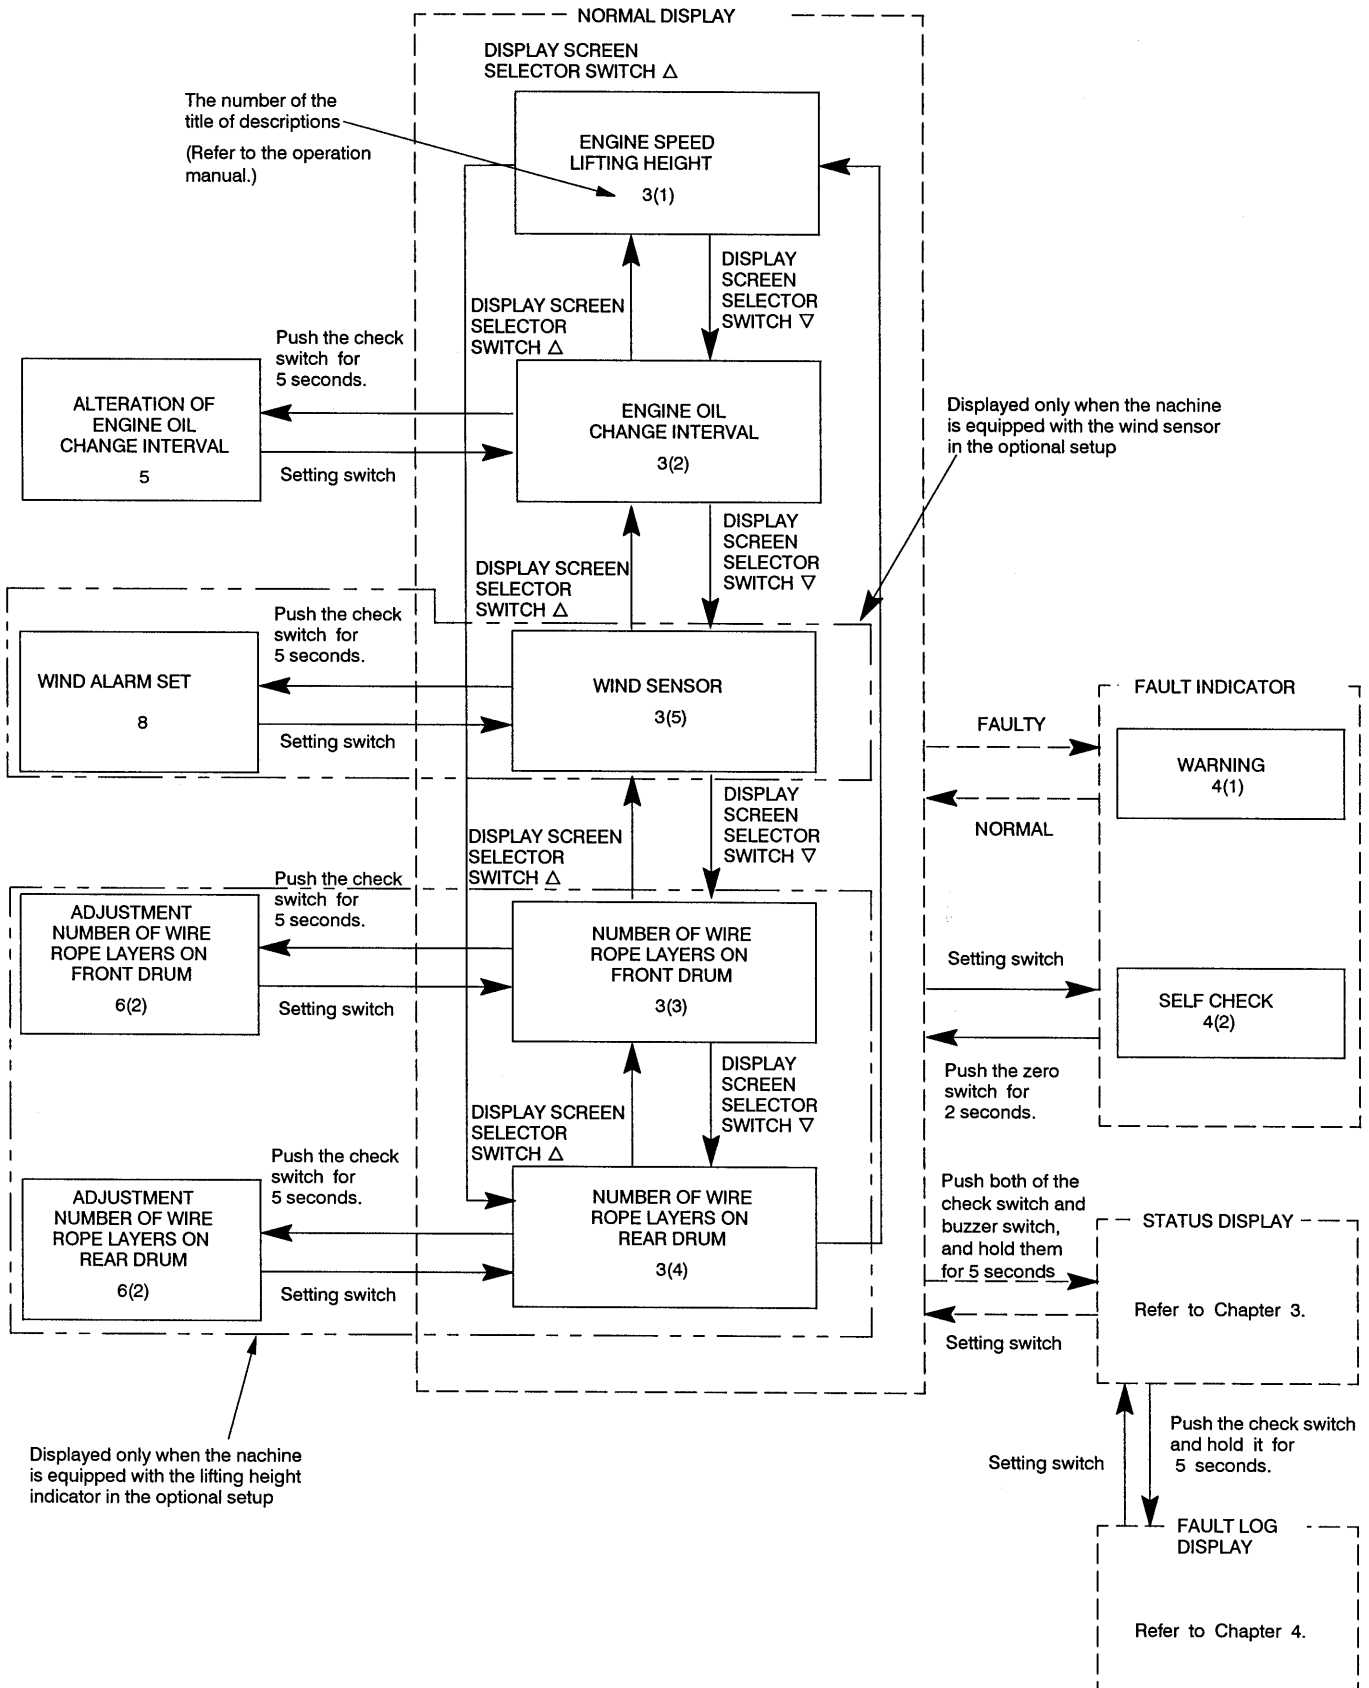 NORMAL DISPLAY
DISPLAY SCREEN
SELECTOR SWITCH △
The number of the
title of descriptions
(Refer to the operation
manual.)
ENGINE SPEED
LIFTING HEIGHT
3(1)
DISPLAY
SCREEN
SELECTOR
SWITCH ▽
DISPLAY SCREEN
SELECTOR
SWITCH △
Push the check
switch for
5 seconds.
ALTERATION OF
ENGINE OIL
CHANGE INTERVAL
5
Setting switch
ENGINE OIL
CHANGE INTERVAL
3(2)
Displayed only when the nachine
is equipped with the wind sensor
in the optional setup
DISPLAY
SCREEN
SELECTOR
SWITCH ▽
DISPLAY SCREEN
SELECTOR
SWITCH △
Push the check
switch for
5 seconds.
WIND ALARM SET
8
Setting switch
WIND SENSOR
3(5)
FAULT INDICATOR
FAULTY
WARNING
4(1)
NORMAL
DISPLAY
SCREEN
SELECTOR
SWITCH ▽
DISPLAY SCREEN
SELECTOR
SWITCH △
Push the check
switch for
5 seconds.
ADJUSTMENT
NUMBER OF WIRE
ROPE LAYERS ON
FRONT DRUM
6(2)
Setting switch
NUMBER OF WIRE
ROPE LAYERS ON
FRONT DRUM
3(3)
Setting switch
SELF CHECK
4(2)
Push the zero
switch for
2 seconds.
DISPLAY
SCREEN
SELECTOR
SWITCH ▽
DISPLAY SCREEN
SELECTOR
SWITCH △
Push the check
switch for
5 seconds.
ADJUSTMENT
NUMBER OF WIRE
ROPE LAYERS ON
REAR DRUM
6(2)
Setting switch
NUMBER OF WIRE
ROPE LAYERS ON
REAR DRUM
3(4)
Push both of the
check switch and
buzzer switch,
and hold them
for 5 seconds
STATUS DISPLAY
Refer to Chapter 3.
Setting switch
Displayed only when the nachine
is equipped with the lifting height
indicator in the optional setup
Setting switch
Push the check switch
and hold it for
5 seconds.
FAULT LOG
DISPLAY
Refer to Chapter 4.